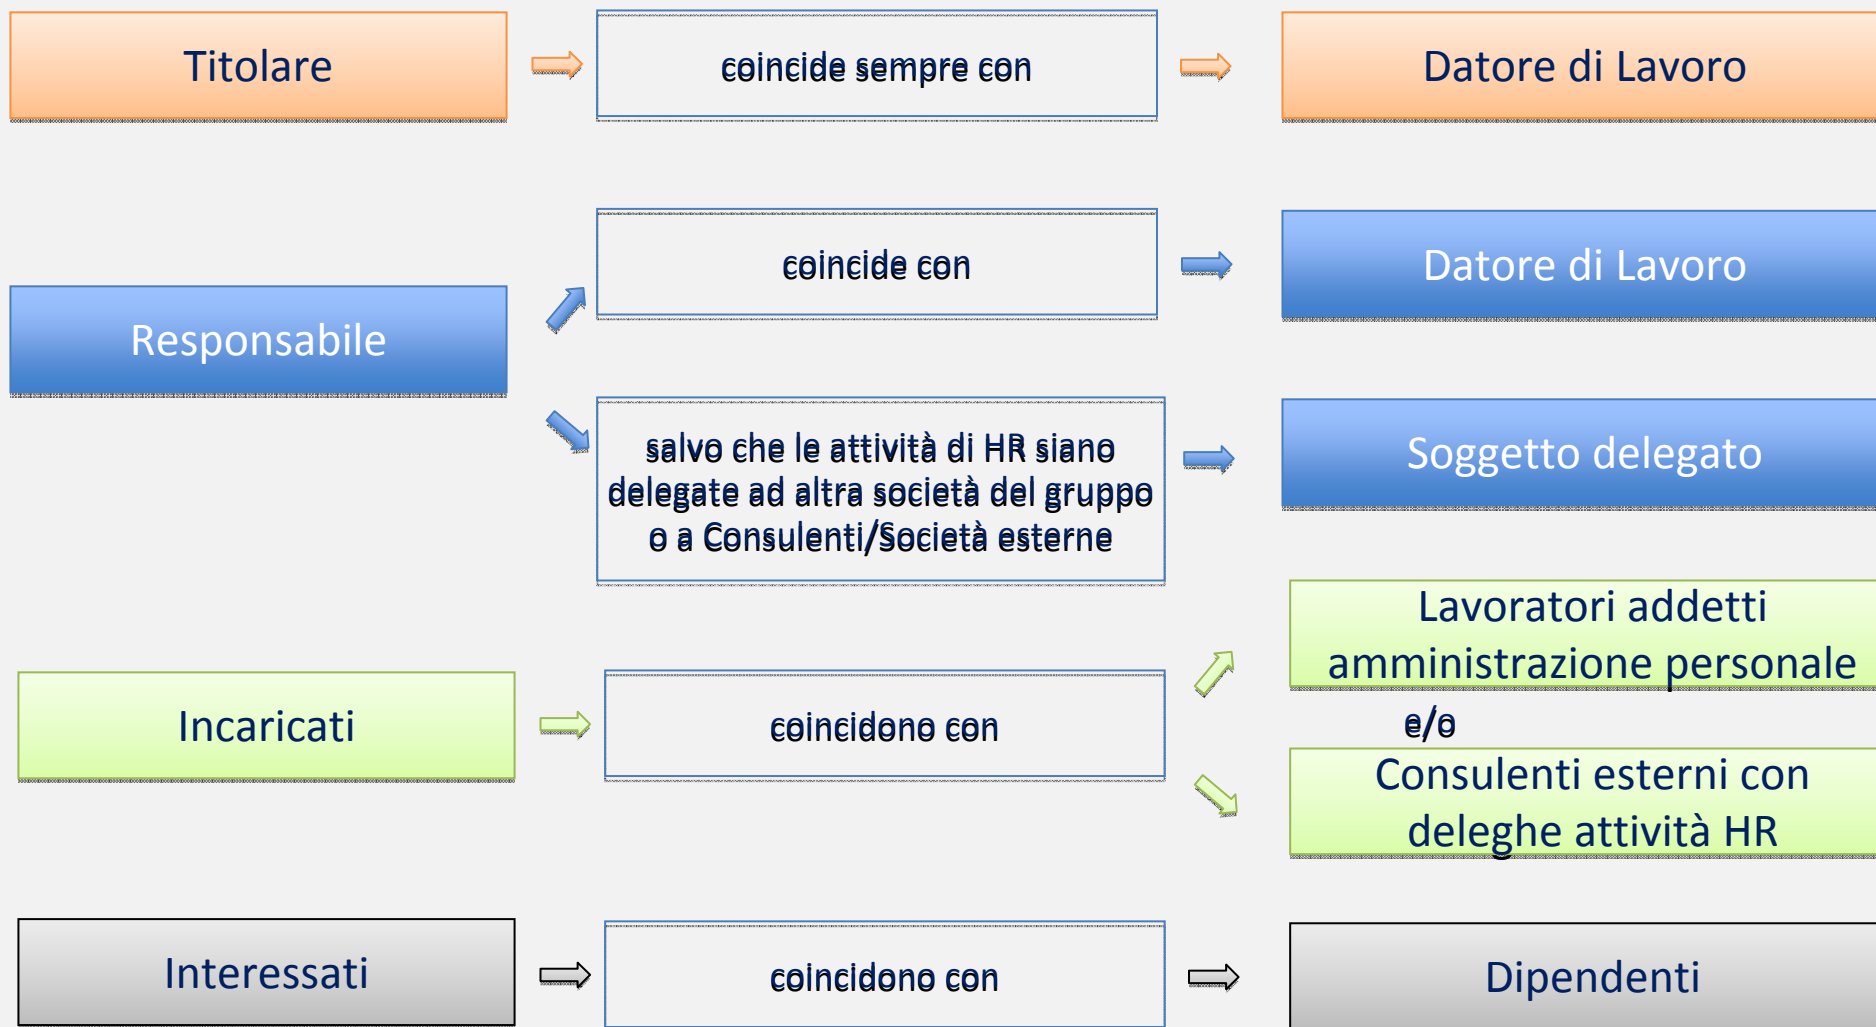 Titolare
coincide sempre con
Datore di Lavoro
Responsabile
coincide con
Datore di Lavoro
salvo che le attività di HR siano
delegate ad altra società del gruppo
o a Consulenti/Società esterne
Soggetto delegato
Incaricati
coincidono con
Lavoratori addetti
amministrazione personale
e/o
Consulenti esterni con
deleghe attività HR
Interessati
coincidono con
Dipendenti